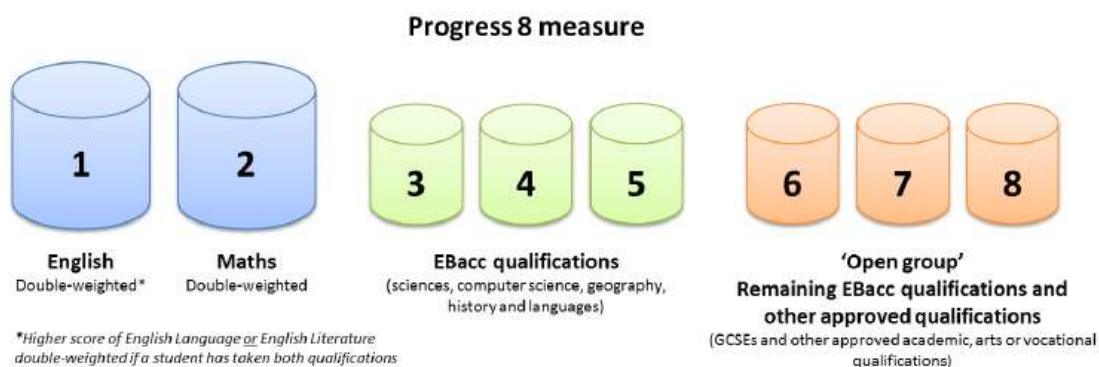 Progress 8 measure
1
2
3
4
5
6
7
8
English
Double-weighted*
Maths
Double-weighted
EBacc qualifications
(sciences, computer science, geography,
history and languages)
'Open group'
Remaining EBacc qualifications and
other approved qualifications
(GCSEs and other approved academic, arts or vocational
qualifications)
*Higher score of English Language or English Literature
double-weighted if a student has taken both qualifications